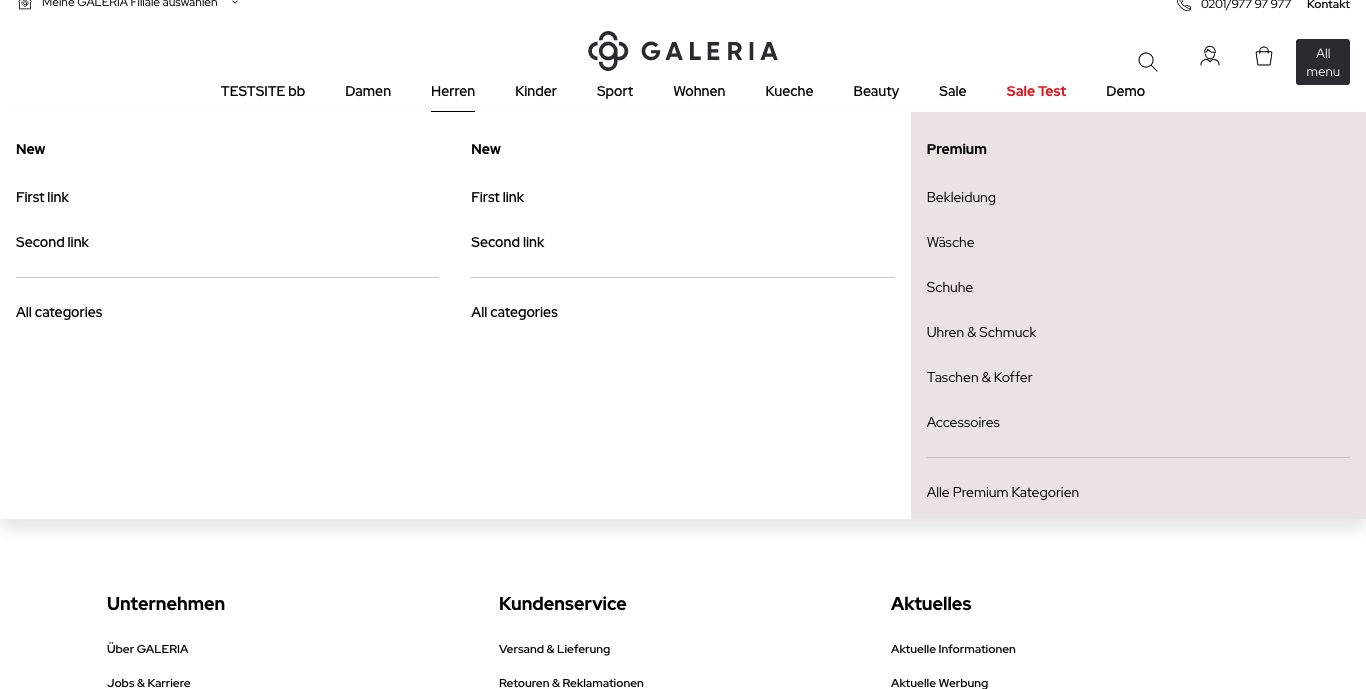 Meine GALERIA Filiale auswählen
0201/977 97 977 Kontakt
GALERIA
All menu
TESTSITE bb Damen Herren Kinder Sport Wohnen Kueche Beauty Sale Sale Test Demo
New
First link
Second link
All categories
New
First link
Second link
All categories
Premium
Bekleidung
Wäsche
Schuhe
Uhren & Schmuck
Taschen & Koffer
Accessoires
Alle Premium Kategorien
Unternehmen
Über GALERIA
Jobs & Karriere
Kundenservice
Versand & Lieferung
Retouren & Reklamationen
Aktuelles
Aktuelle Informationen
Aktuelle Werbung